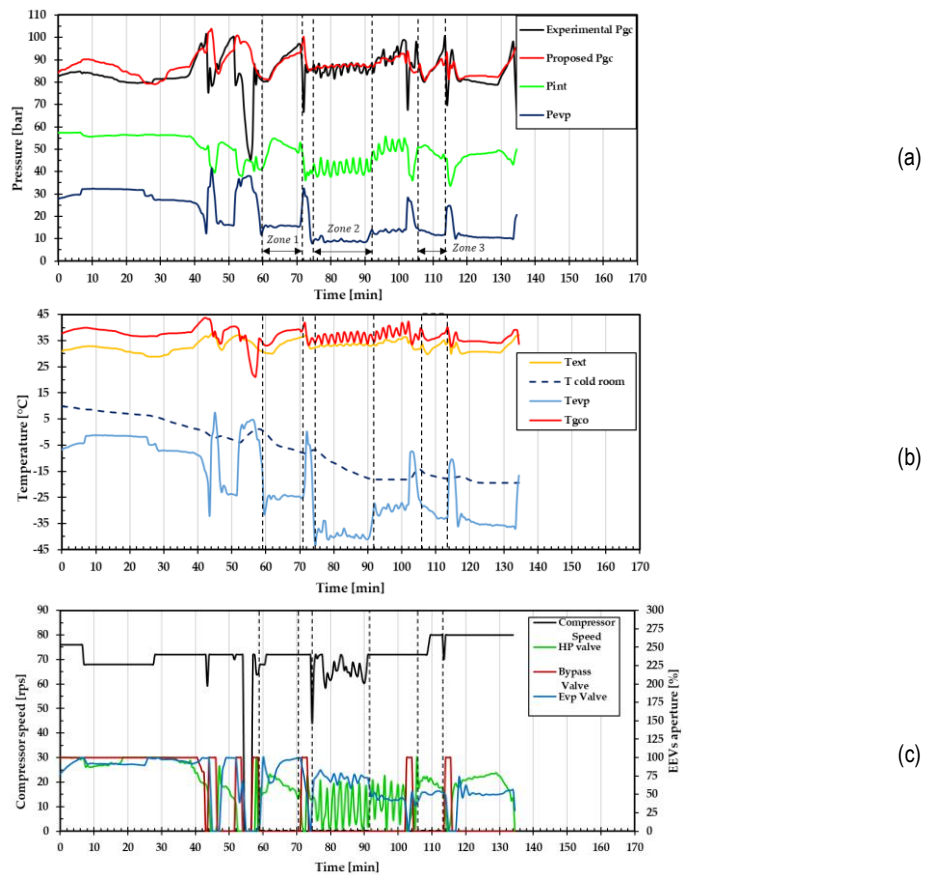 110
100
90
80
70
60
50
40
30
20
10
0
Pressure [bar]
Experimental Pgc
Proposed Pgc
Pint
Pevp
Zone 1
Zone 2
Zone 3
0 10 20 30 40 50 60 70 80 90 100 110 120 130 140 150 160 170
Time [min]
(a)
45
35
25
15
5
-5
-15
-25
-35
-45
Temperature [°C]
Text
T cold room
Tevp
Tgco
0 10 20 30 40 50 60 70 80 90 100 110 120 130 140 150 160 170
Time [min]
(b)
90
80
70
60
50
40
30
20
10
0
Compressor speed [rps]
Compressor
Speed
HP valve
Bypass
Valve
Evp Valve
300
275
250
225
200
175
150
125
100
75
50
25
0
EEVs aperture [%]
0 10 20 30 40 50 60 70 80 90 100 110 120 130 140 150 160 170
Time [min]
(c)